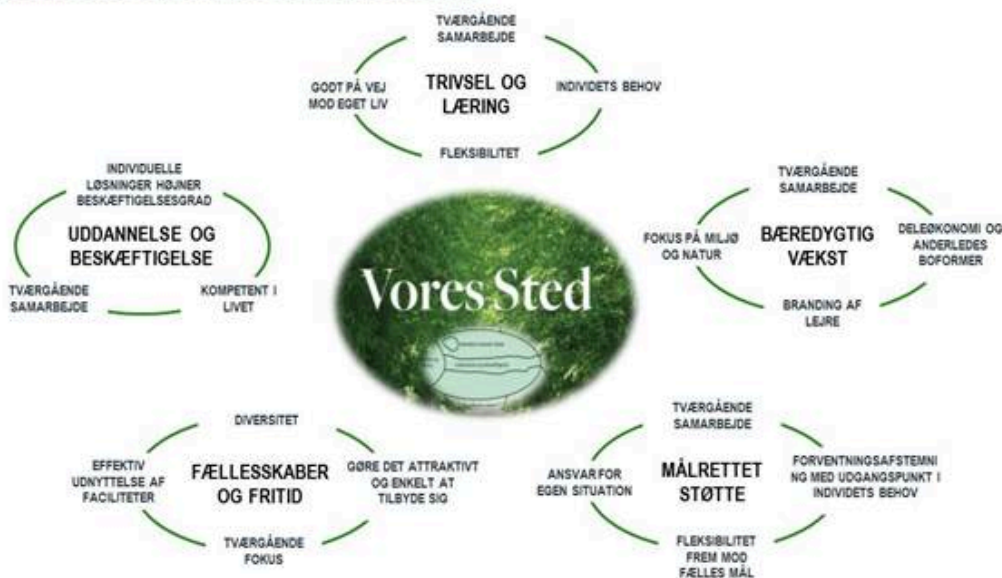 TVÆRGÅENDE
SAMARBEJDE
GODT PÅ VEJ
MOD EGET LIV
TRIVSEL OG
LÆRING
INDIVIDETS BEHOV
FLEKSIBILITET
INDIVIDUELLE
LØSNINGER HØJNER
BESKÆFTIGELSESGRAD
UDDANNELSE OG
BESKÆFTIGELSE
TVÆRGÅENDE
SAMARBEJDE
KOMPETENT I
LIVET
Vores Sted
TVÆRGÅENDE
SAMARBEJDE
FOKUS PÅ MILJØ
OG NATUR
BÆREDYGTIG
VÆKST
DELEØKONOMI OG
ANDERLEDES
BOFORMER
BRANDING AF
LEJRE
DIVERSITET
EFFEKTIV
UDNYTTELSE AF
FACILITETER
FÆLLESSKABER
OG FRITID
GØRE DET ATTRAKTIVT
OG ENKELT AT
TILBYDE SIG
TVÆRGÅENDE
FOKUS
TVÆRGÅENDE
SAMARBEJDE
ANSVAR FOR
EGEN SITUATION
MÅLRETTET
STØTTE
FORVENTNINGSAFSTEMNI
NG MED UDGANGSPUNKT I
INDIVIDETS BEHOV
FLEKSIBILITET
FREM MOD
FÆLLES MÅL